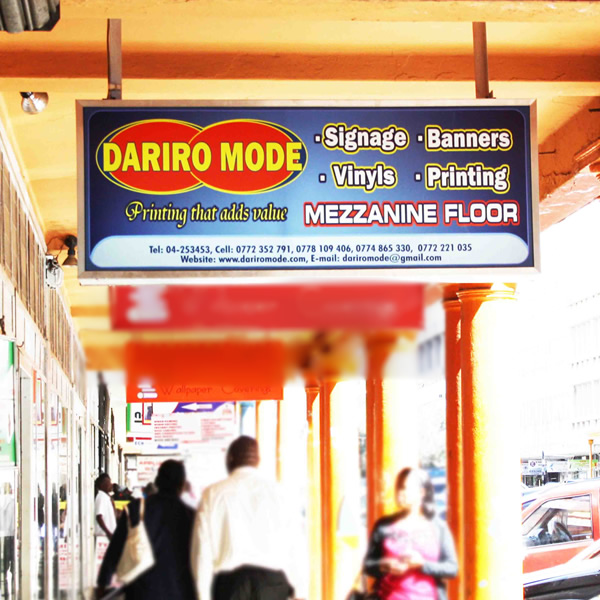 DARIRO MODE
· Signage · Banners
· Vinyls · Printing
Printing that adds value
MEZZANINE FLOOR
Tel: 04-253453, Cell: 0772 352 791, 0778 109 406, 0774 865 330, 0772 221 035
Website: www.dariromode.com, E-mail: dariromode@gmail.com
Wallpaper